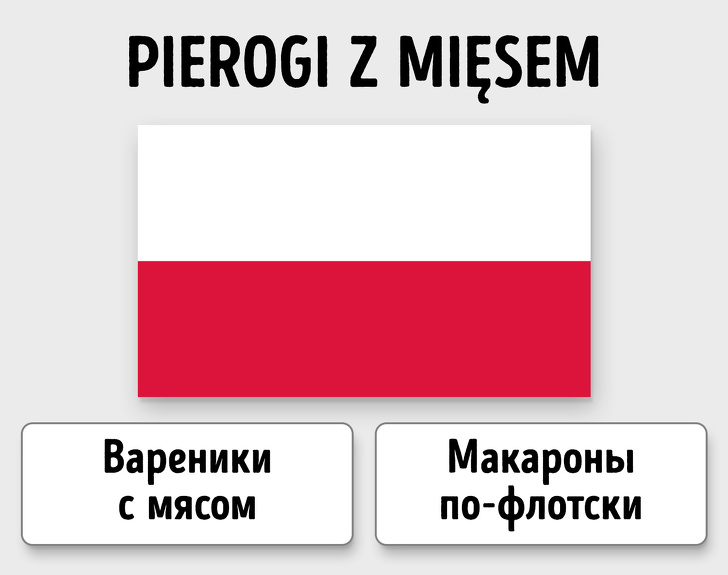 PIEROGI Z MIĘSEM
Вареники
с мясом
Макароны
по-флотски